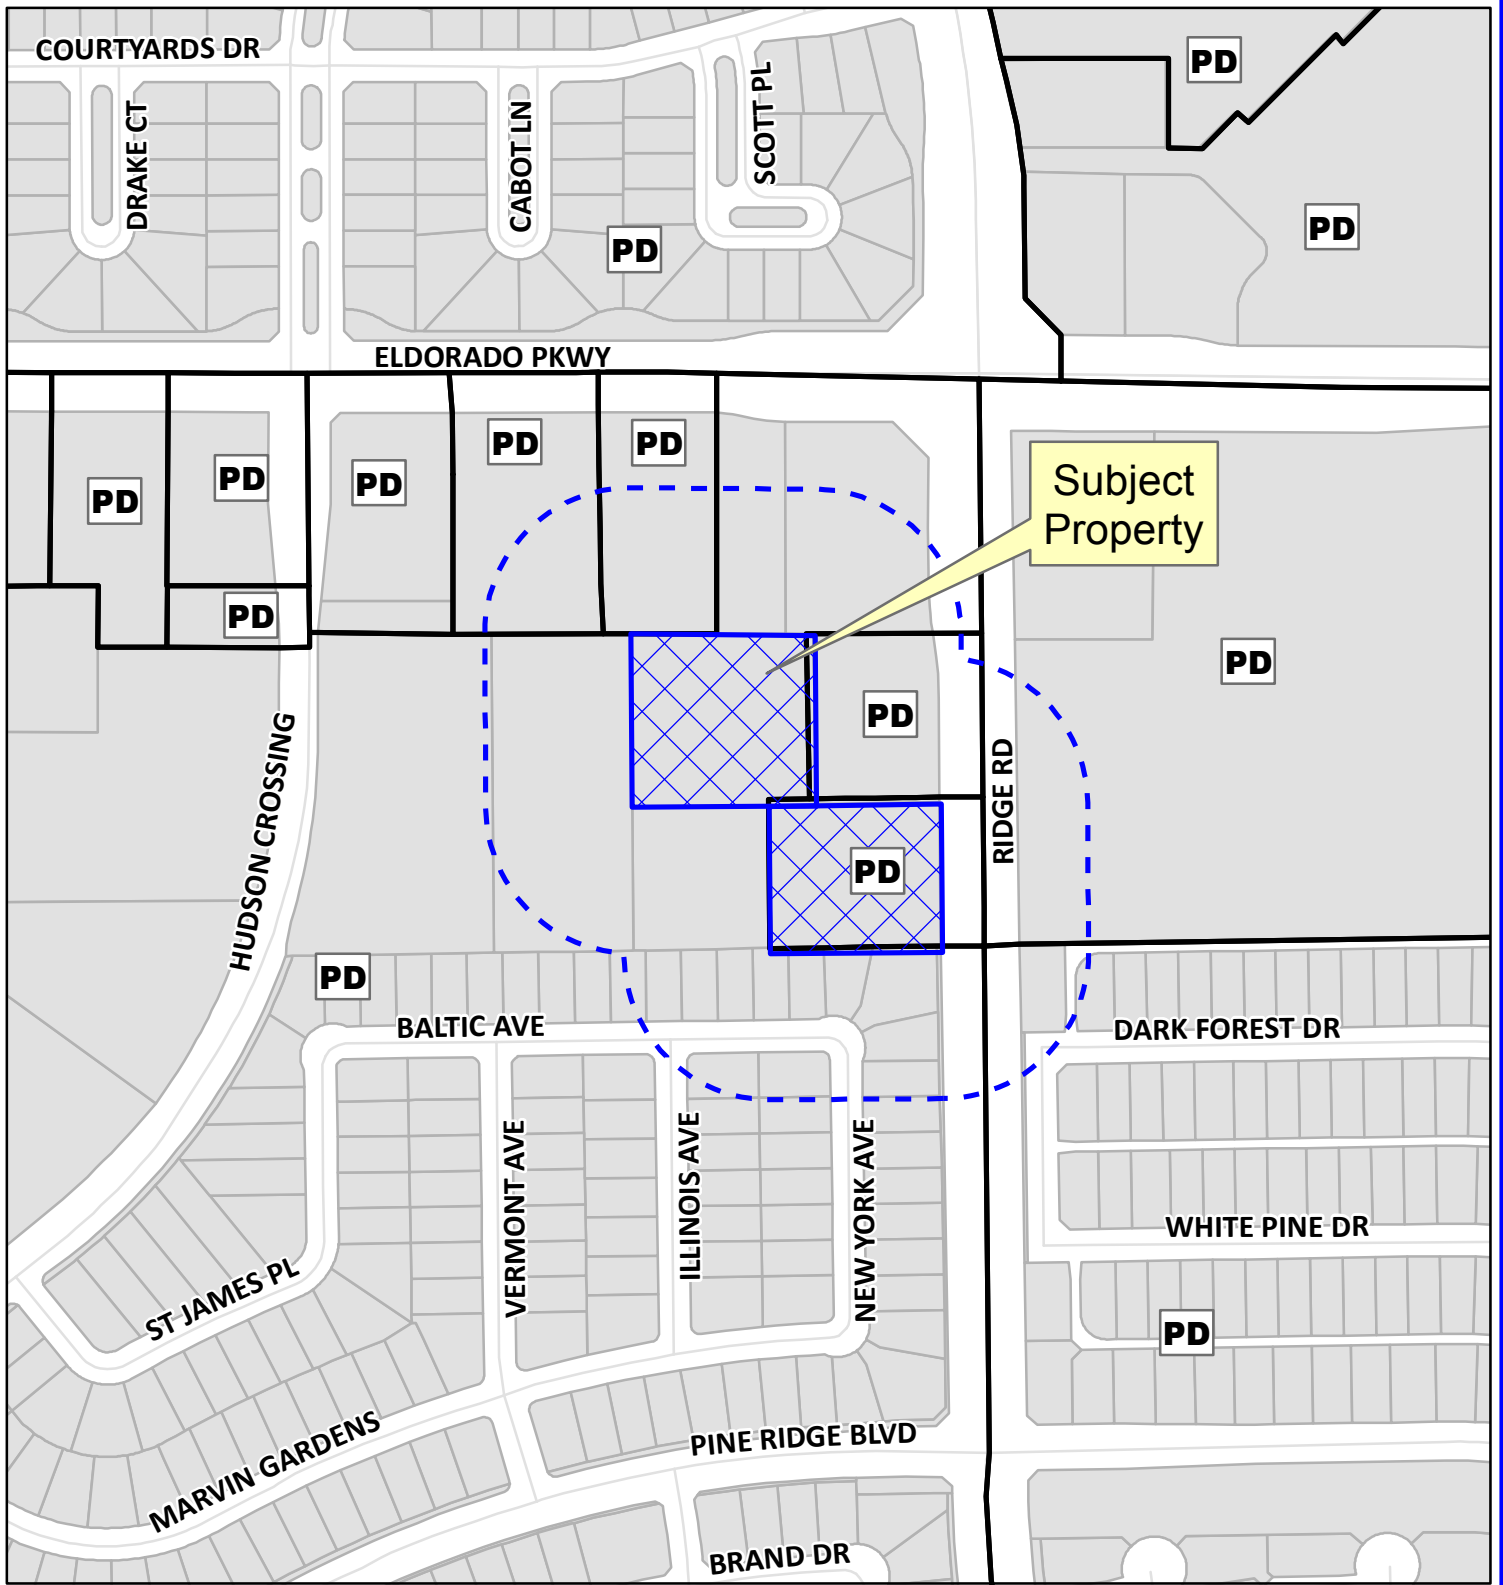 COURTYARDS DR
DRAKE CT
CABOT LN
SCOTT PL
PD
PD
PD
ELDORADO PKWY
PD
PD
PD
PD
PD
PD
Subject
Property
PD
PD
HUDSON CROSSING
RIDGE RD
PD
PD
BALTIC AVE
DARK FOREST DR
VERMONT AVE
ILLINOIS AVE
NEW YORK AVE
WHITE PINE DR
ST JAMES PL
PD
MARVIN GARDENS
PINE RIDGE BLVD
BRAND DR